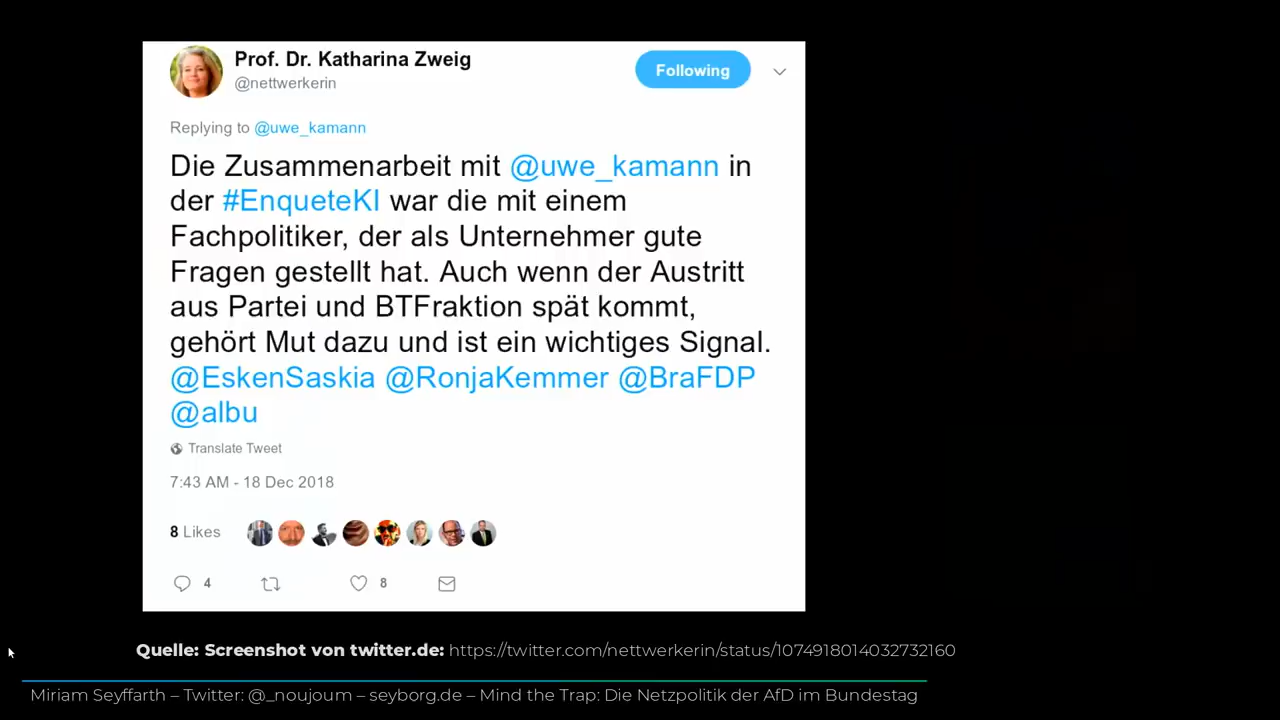 Prof. Dr. Katharina Zweig
@nettwerkerin
Following
Replying to @uwe_kamann
Die Zusammenarbeit mit @uwe_kamann in
der #EnqueteKI war die mit einem
Fachpolitiker, der als Unternehmer gute
Fragen gestellt hat. Auch wenn der Austritt
aus Partei und BTFraktion spät kommt,
gehört Mut dazu und ist ein wichtiges Signal.
@EskenSaskia @RonjaKemmer @BraFDP
@albu
Translate Tweet
7:43 AM - 18 Dec 2018
8 Likes
4
8
Quelle: Screenshot von twitter.de: https://twitter.com/nettwerkerin/status/1074918014032732160
Miriam Seyffarth – Twitter: @_noujoum – seyborg.de – Mind the Trap: Die Netzpolitik der AfD im Bundestag